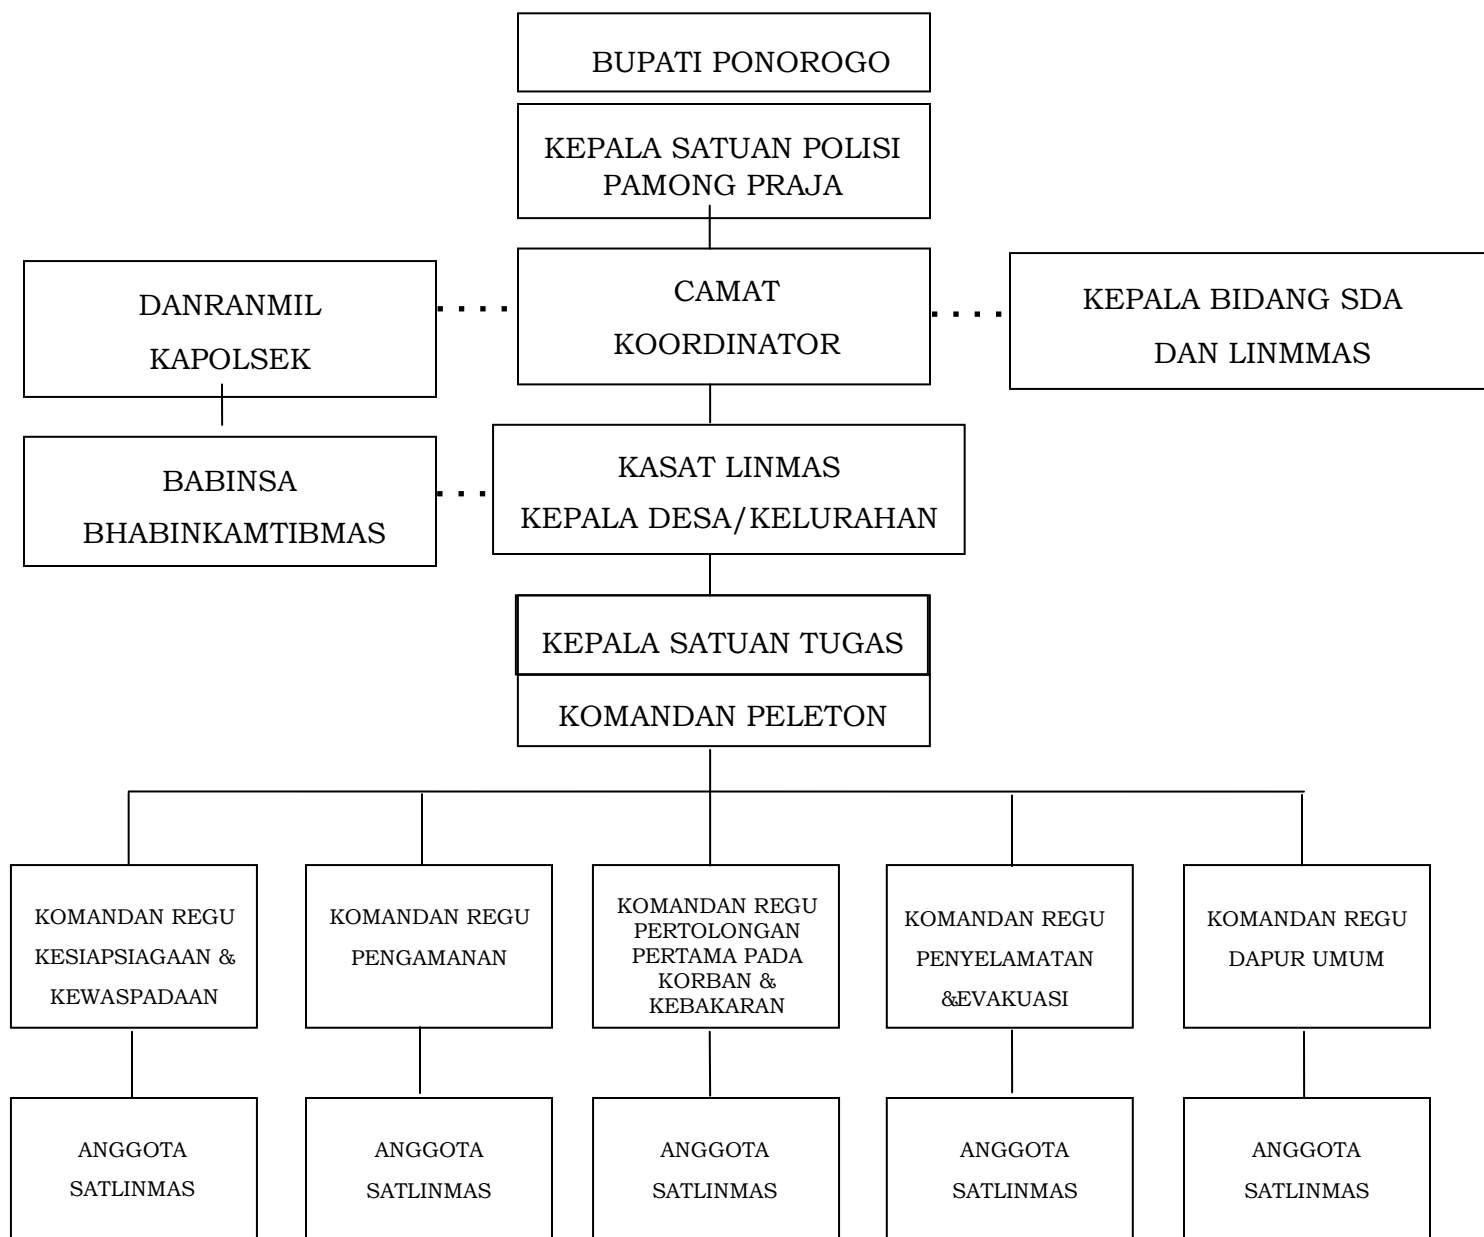 BUPATI PONOROGO
KEPALA SATUAN POLISI
PAMONG PRAJA
DANRANMIL
KAPOLSEK
CAMAT
KOORDINATOR
KEPALA BIDANG SDA
DAN LINMMAS
BABINSA
BHABINKAMTIBMAS
KASAT LINMAS
KEPALA DESA/KELURAHAN
KEPALA SATUAN TUGAS
KOMANDAN PELETON
KOMANDAN REGU
KESIAPSIAGAAN &
KEWASPADAAN
KOMANDAN REGU
PENGAMANAN
KOMANDAN REGU
PERTOLONGAN
PERTAMA PADA
KORBAN &
KEBAKARAN
KOMANDAN REGU
PENYELAMATAN
&EVAKUASI
KOMANDAN REGU
DAPUR UMUM
ANGGOTA
SATLINMAS
ANGGOTA
SATLINMAS
ANGGOTA
SATLINMAS
ANGGOTA
SATLINMAS
ANGGOTA
SATLINMAS